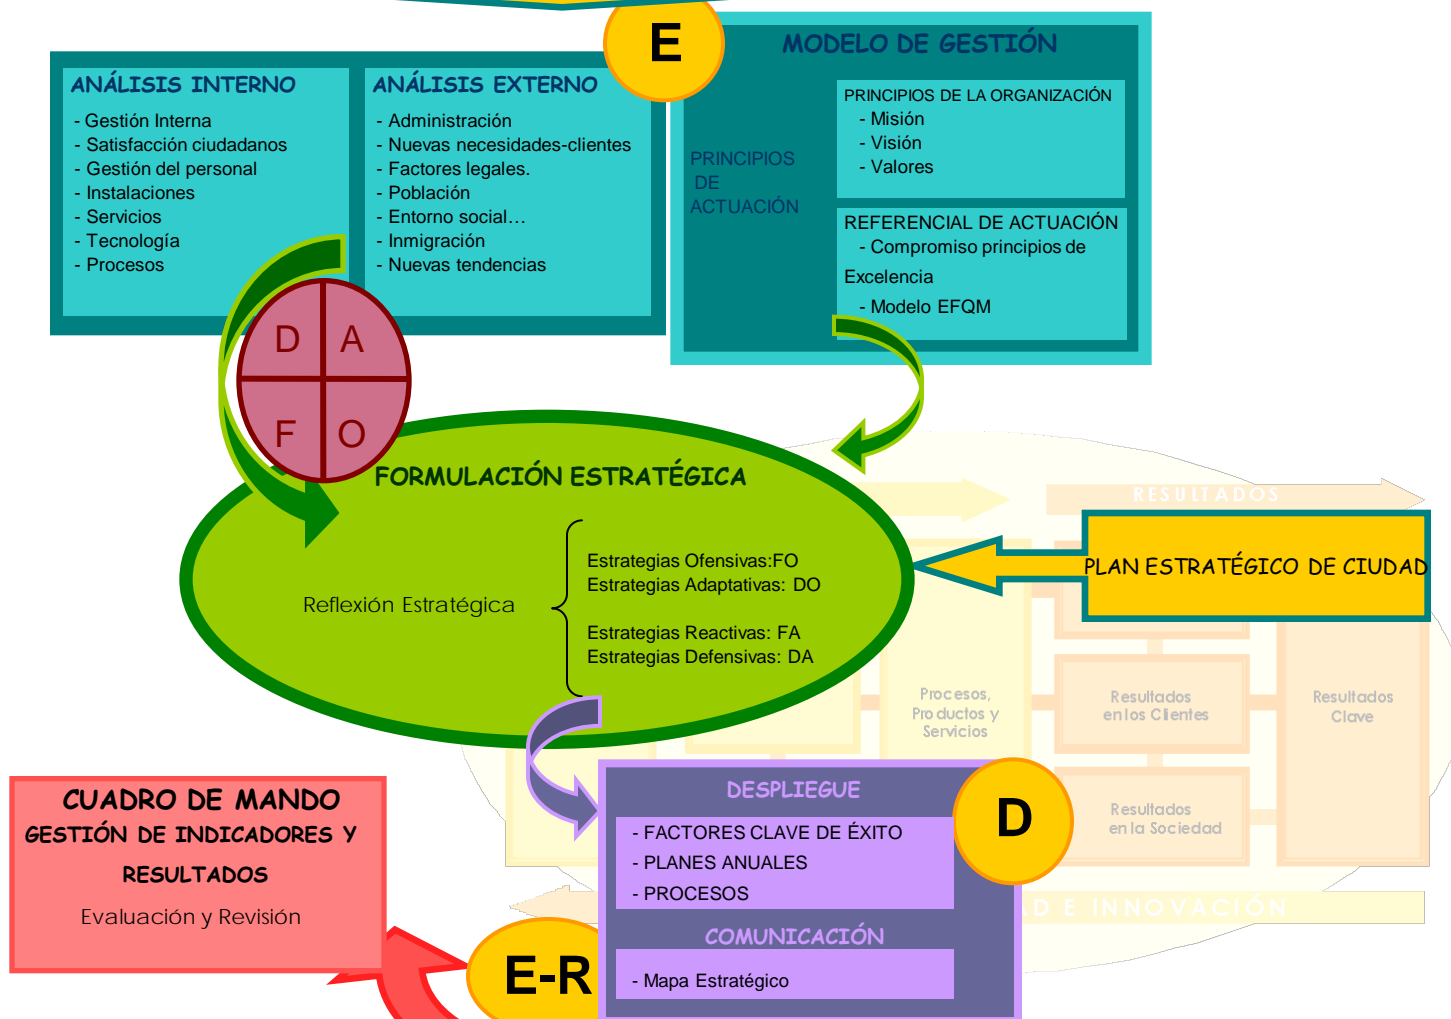 E
MODELO DE GESTIÓN
ANÁLISIS INTERNO
- Gestión Interna
- Satisfacción ciudadanos
- Gestión del personal
- Instalaciones
- Servicios
- Tecnología
- Procesos
ANÁLISIS EXTERNO
- Administración
- Nuevas necesidades-clientes
- Factores legales.
- Población
- Entorno social…
- Inmigración
- Nuevas tendencias
PRINCIPIOS
DE
ACTUACIÓN
PRINCIPIOS DE LA ORGANIZACIÓN
- Misión
- Visión
- Valores
REFERENCIAL DE ACTUACIÓN
- Compromiso principios de
Excelencia
- Modelo EFQM
D A
F O
FORMULACIÓN ESTRATÉGICA
Reflexión Estratégica
Estrategias Ofensivas:FO
Estrategias Adaptativas: DO
Estrategias Reactivas: FA
Estrategias Defensivas: DA
RESULTADOS
PLAN ESTRATÉGICO DE CIUDAD
Procesos,
Productos y
Servicios
Resultados
en los Clientes
Resultados
Clave
Resultados
en la Sociedad
AD E INNOVACIÓN
CUADRO DE MANDO
GESTIÓN DE INDICADORES Y
RESULTADOS
Evaluación y Revisión
DESPLIEGUE
- FACTORES CLAVE DE ÉXITO
- PLANES ANUALES
- PROCESOS
D
COMUNICACIÓN
- Mapa Estratégico
E-R